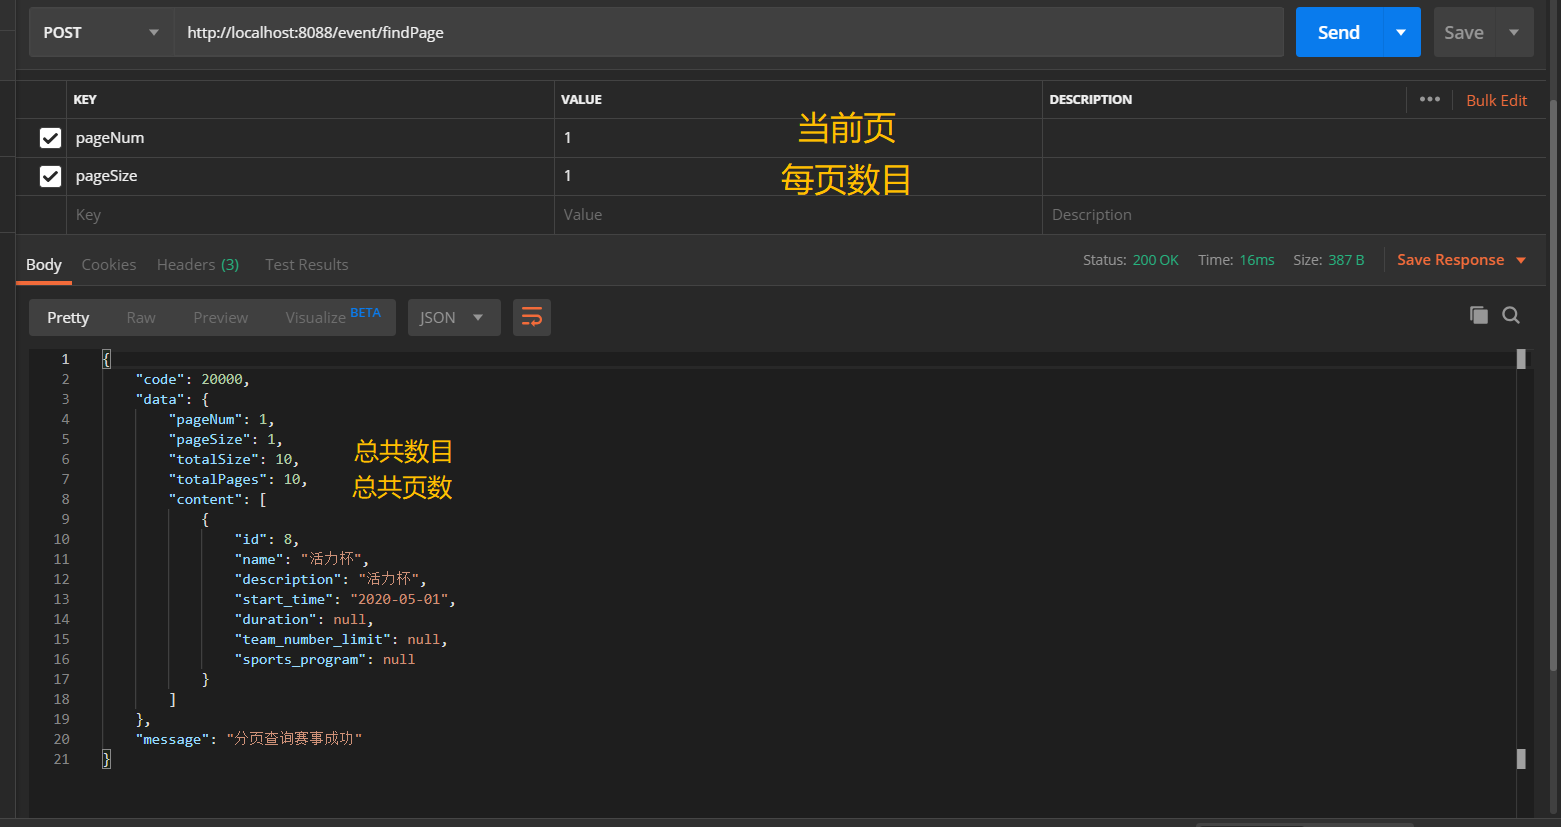 POST http://localhost:8088/event/findPage Send Save
KEY VALUE DESCRIPTION ••• Bulk Edit
pageNum 1 当前页
pageSize 1 每页数目
Key Value Description
Body Cookies Headers (3) Test Results Status: 200 OK Time: 16ms Size: 387 B Save Response
Pretty Raw Preview Visualize BETA JSON
1 {
2 "code": 20000,
3 "data": {
4 "pageNum": 1,
5 "pageSize": 1,
6 "totalSize": 10, 总共数目
7 "totalPages": 10, 总共页数
8 "content": [
9 {
10 "id": 8,
11 "name": "活力杯",
12 "description": "活力杯",
13 "start_time": "2020-05-01",
14 "duration": null,
15 "team_number_limit": null,
16 "sports_program": null
17 }
18 ]
19 },
20 "message": "分页查询赛事成功"
21 }